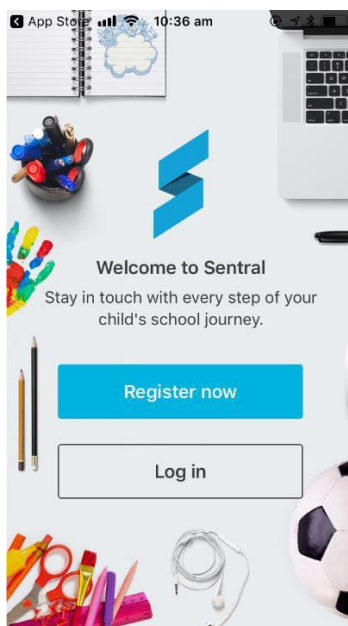 App Store 10:36 am
Welcome to Sentral
Stay in touch with every step of your
child's school journey.
Register now
Log in